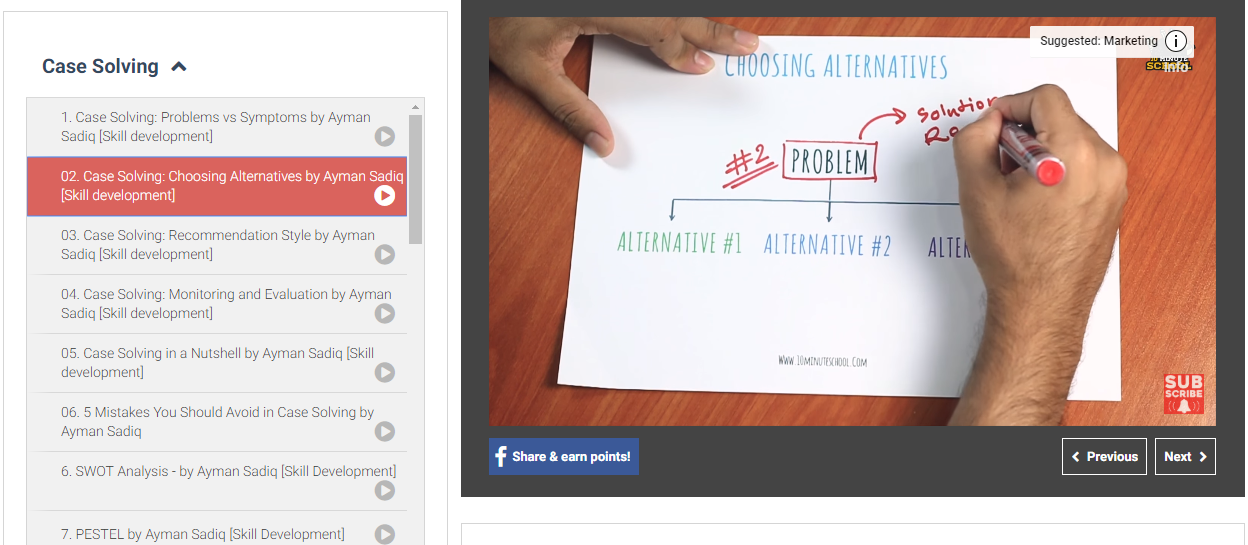 Case Solving
1. Case Solving: Problems vs Symptoms by Ayman
Sadiq [Skill development]
02. Case Solving: Choosing Alternatives by Ayman Sadiq
[Skill development]
03. Case Solving: Recommendation Style by Ayman
Sadiq [Skill development]
04. Case Solving: Monitoring and Evaluation by Ayman
Sadiq [Skill development]
05. Case Solving in a Nutshell by Ayman Sadiq [Skill
development]
06. 5 Mistakes You Should Avoid in Case Solving by
Ayman Sadiq
6. SWOT Analysis - by Ayman Sadiq [Skill Development]
7. PESTEL by Ayman Sadiq [Skill Development]
Suggested: Marketing
Info
10 MINUTE
SCHOOL
CHOOSING ALTERNATIVES
Solution
#2
PROBLEM
ALTERNATIVE #1
ALTERNATIVE #2
WWW.10MINUTESCHOOL.COM
SUB
SCRIBE
Share & earn points!
Previous
Next